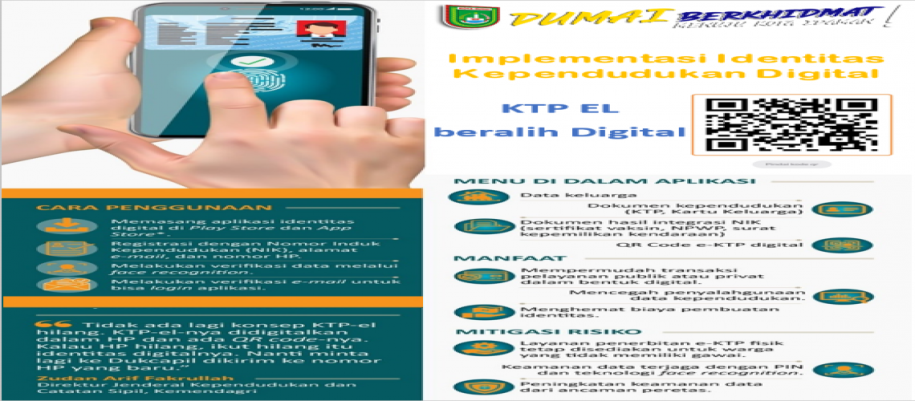 CARA PENGGUNAAN
Memasang aplikasi identitas
digital di Play Store dan App
Store*.
Registrasi dengan Nomor Induk
Kependudukan (NIK), alamat
e-mail, dan nomor HP.
Melakukan verifikasi data melalui
face recognition.
Melakukan verifikasi e-mail untuk
bisa login aplikasi.
“ Tidak ada lagi konsep KTP-el
hilang. KTP-el-nya didigitalkan
dalam HP dan ada QR code-nya.
Kalau HP hilang, ikut hilang itu
identitas digitalnya. Nanti minta
lagi ke Dukcapil dikirim ke nomor
HP yang baru.”
Zudan Arif Fakrullah
Direktur Jenderal Kependudukan dan
Catatan Sipil, Kemendagri
DUMAI BERKHIDMAT
Implementasi Identitas
Kependudukan Digital
KTP EL
beralih Digital
MENU DI DALAM APLIKASI
Data keluarga
Dokumen kependudukan
(KTP, Kartu Keluarga)
Dokumen hasil integrasi NIK
(sertifikat vaksin, NPWP, surat
kepemilikan kendaraan)
QR Code e-KTP digital
MANFAAT
Mempermudah transaksi
pelayanan publik atau privat
dalam bentuk digital.
Mencegah penyalahgunaan
data kependudukan.
Menghemat biaya pembuatan
identitas.
MITIGASI RISIKO
Layanan penerbitan e-KTP fisik
tetap disediakan untuk warga
yang tidak memiliki gawai.
Keamanan data terjaga dengan PIN
dan teknologi face recognition.
Peningkatan keamanan data
dari ancaman peretas.